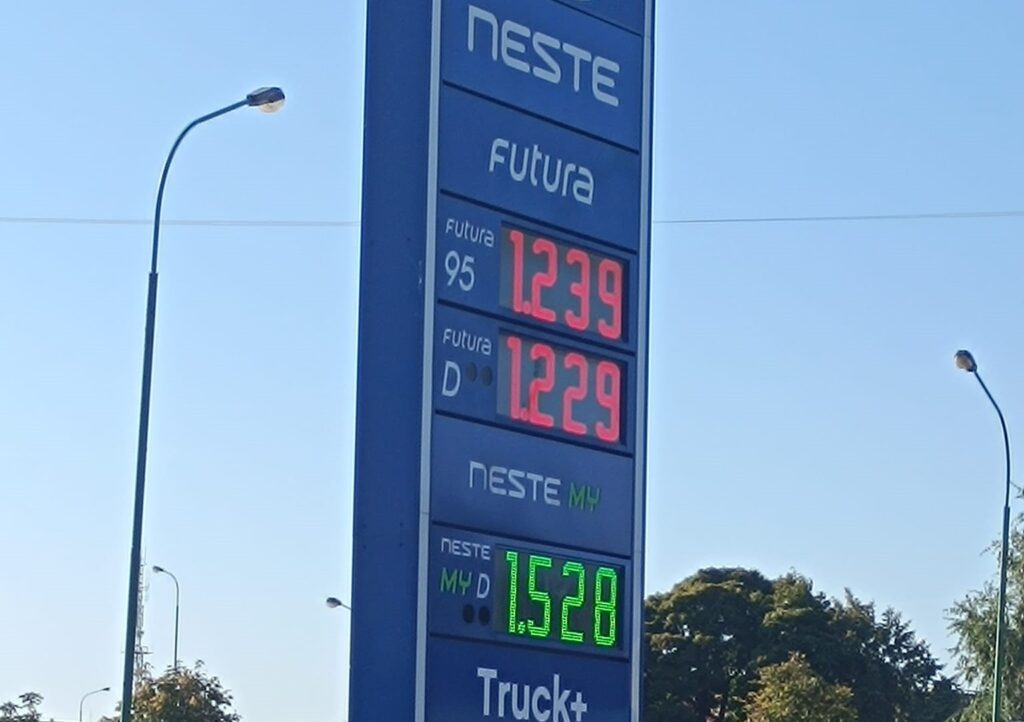 NESTE
Futura
Futura
95
1.239
Futura
D
1.229
NESTE MY
NESTE
MY D
1.528
Truck+